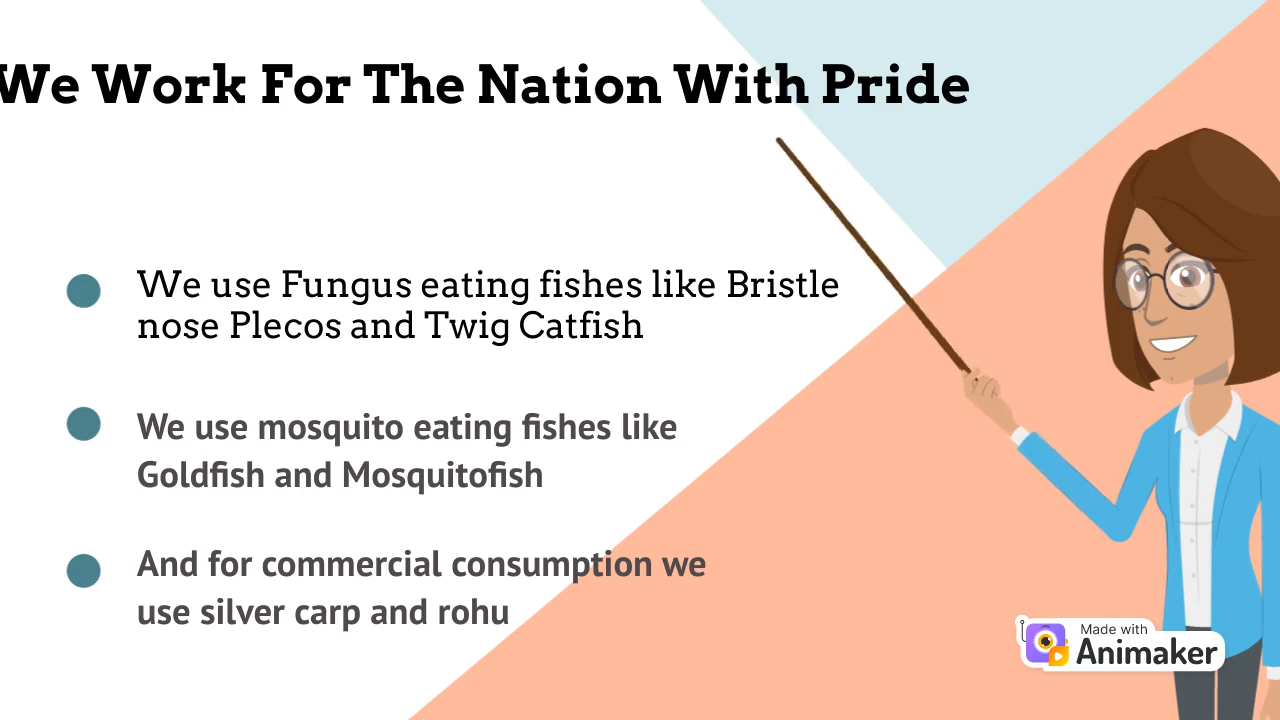 We Work For The Nation With Pride
We use Fungus eating fishes like Bristle
nose Plecos and Twig Catfish
We use mosquito eating fishes like
Goldfish and Mosquitofish
And for commercial consumption we
use silver carp and rohu
Made with
Animaker